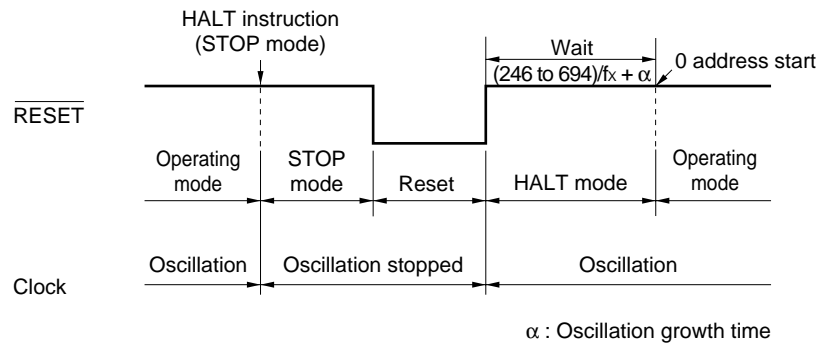 HALT instruction
(STOP mode)
Wait
(246 to 694)/fx + α
0 address start
RESET
Operating
mode
STOP
mode
Reset
HALT mode
Operating
mode
Clock
Oscillation
Oscillation stopped
Oscillation
α : Oscillation growth time